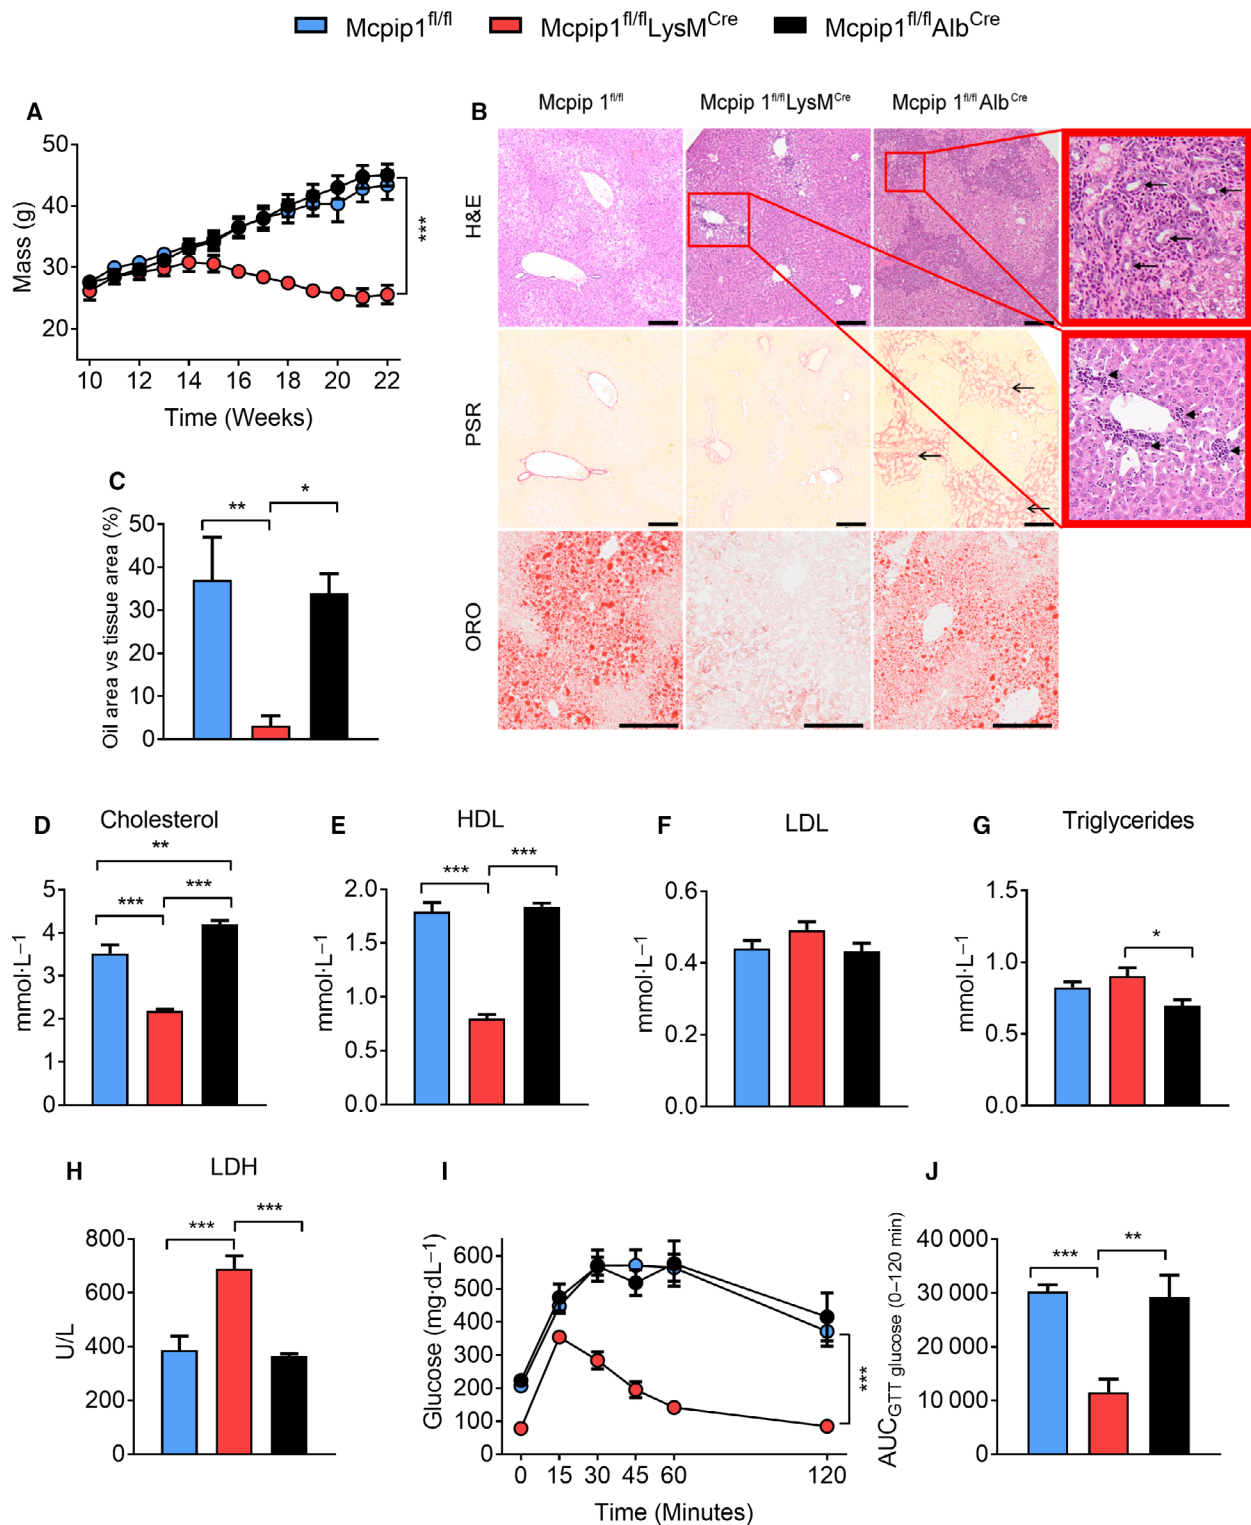 Mcpip1fl/fl Mcpip1fl/flLysMCre Mcpip1fl/flAlbCre
A
Mass (g)
50
40
30
20
10 12 14 16 18 20 22
Time (Weeks)
***
B
Mcpip 1fl/fl Mcpip 1fl/flLysMCre Mcpip 1fl/flAlbCre
H&E
PSR
ORO
C
Oil area vs tissue area (%)
50
40
30
20
10
0
** *
D
Cholesterol
mmol·L−1
5
4
3
2
1
0
**
*** ***
E
HDL
mmol·L−1
2.0
1.5
1.0
0.5
0.0
*** ***
F
LDL
mmol·L−1
0.6
0.4
0.2
0.0
G
Triglycerides
mmol·L−1
1.5
1.0
0.5
0.0
*
H
LDH
U/L
800
600
400
200
0
*** ***
I
Glucose (mg·dL−1)
600
500
400
300
200
100
0
0 15 30 45 60 120
Time (Minutes)
***
J
AUCGTT glucose (0–120 min)
40 000
30 000
20 000
10 000
0
*** **